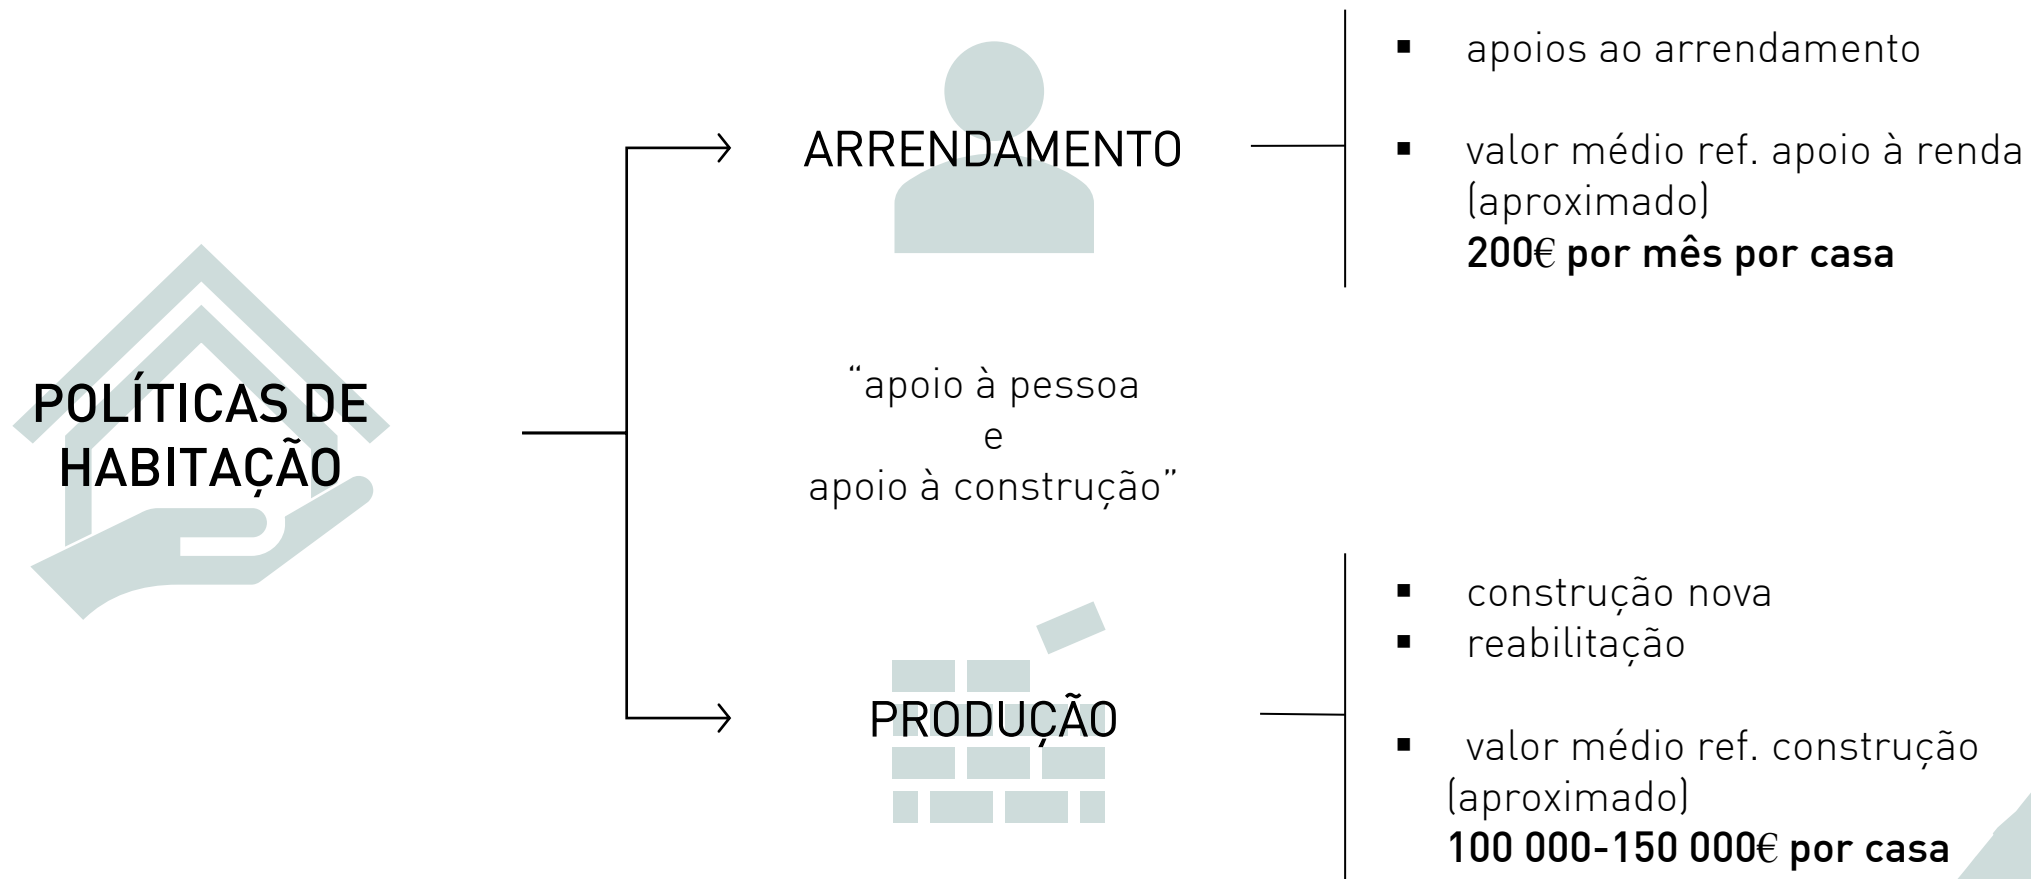 POLÍTICAS DE
HABITAÇÃO
ARRENDAMENTO
▪ apoios ao arrendamento
▪ valor médio ref. apoio à renda
(aproximado)
200€ por mês por casa
“apoio à pessoa
e
apoio à construção”
PRODUÇÃO
▪ construção nova
▪ reabilitação
▪ valor médio ref. construção
(aproximado)
100 000-150 000€ por casa